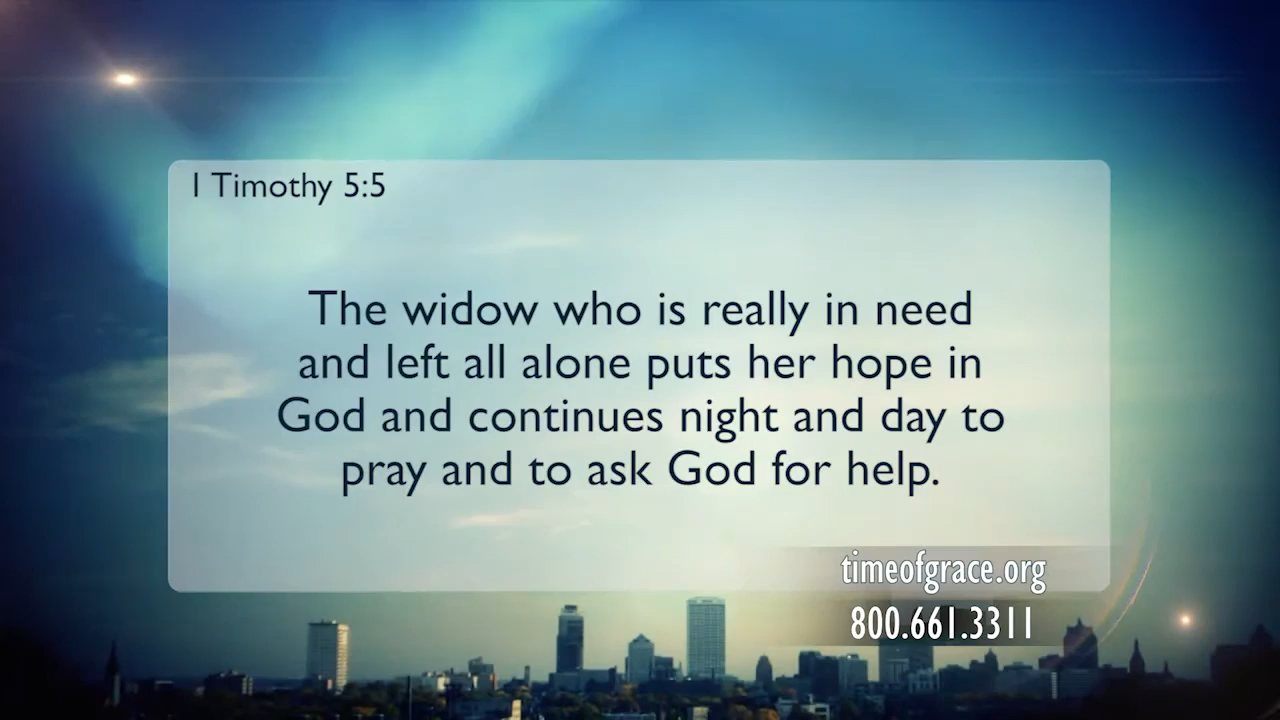 1 Timothy 5:5
The widow who is really in need
and left all alone puts her hope in
God and continues night and day to
pray and to ask God for help.
timeofgrace.org
800.661.3311